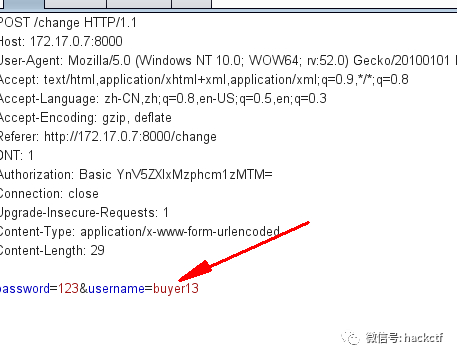 POST /change HTTP/1.1
Host: 172.17.0.7:8000
User-Agent: Mozilla/5.0 (Windows NT 10.0; WOW64; rv:52.0) Gecko/20100101
Accept: text/html,application/xhtml+xml,application/xml;q=0.9,*/*;q=0.8
Accept-Language: zh-CN,zh;q=0.8,en-US;q=0.5,en;q=0.3
Accept-Encoding: gzip, deflate
Referer: http://172.17.0.7:8000/change
DNT: 1
Authorization: Basic YnV5ZXIxMzphcm1zMTM=
Connection: close
Upgrade-Insecure-Requests: 1
Content-Type: application/x-www-form-urlencoded
Content-Length: 29
password=123&username=buyer13
微信号: hackctf